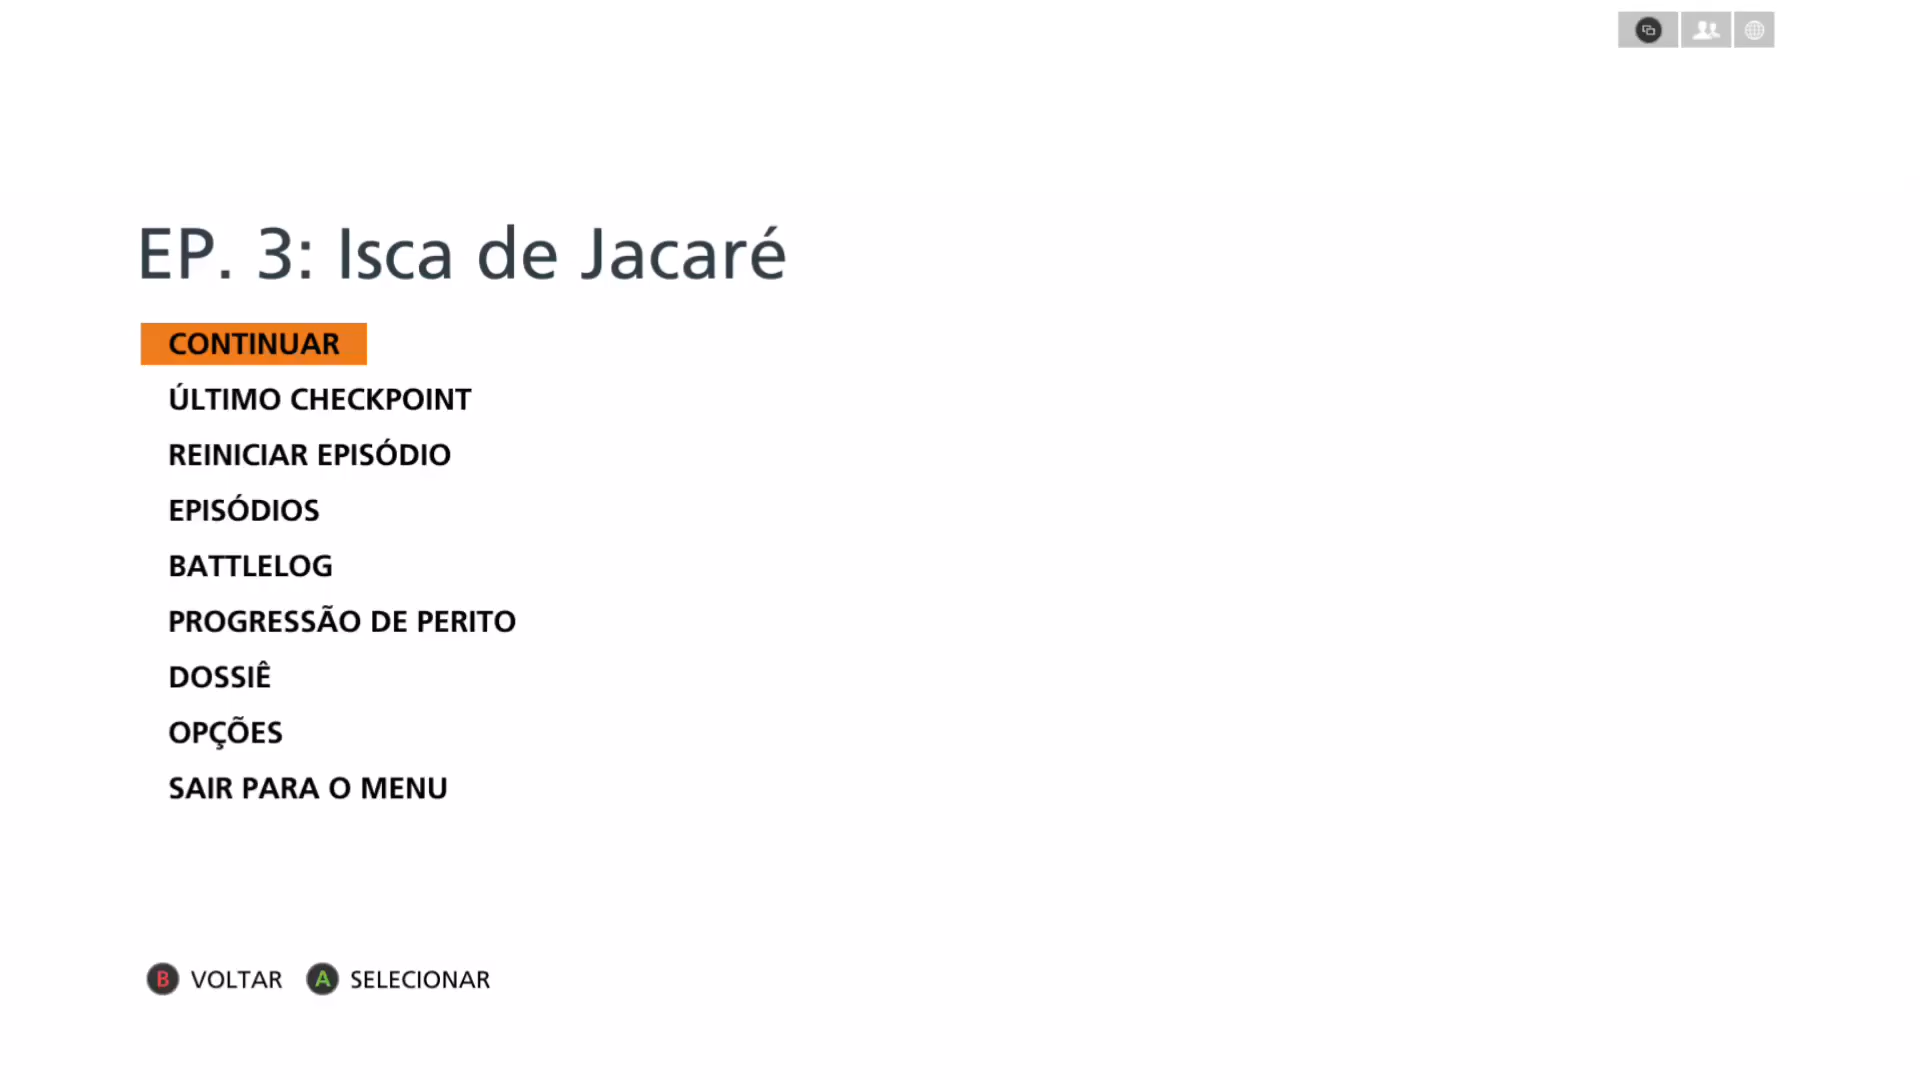 EP. 3: Isca de Jacaré
CONTINUAR
ÚLTIMO CHECKPOINT
REINICIAR EPISÓDIO
EPISÓDIOS
BATTLELOG
PROGRESSÃO DE PERITO
DOSSIÊ
OPÇÕES
SAIR PARA O MENU
B VOLTAR A SELECIONAR